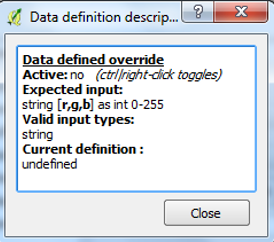 Data definition descrip...
?
Data defined override
Active: no (ctrl|right-click toggles)
Expected input:
string [r,g,b] as int 0-255
Valid input types:
string
Current definition :
undefined
Close